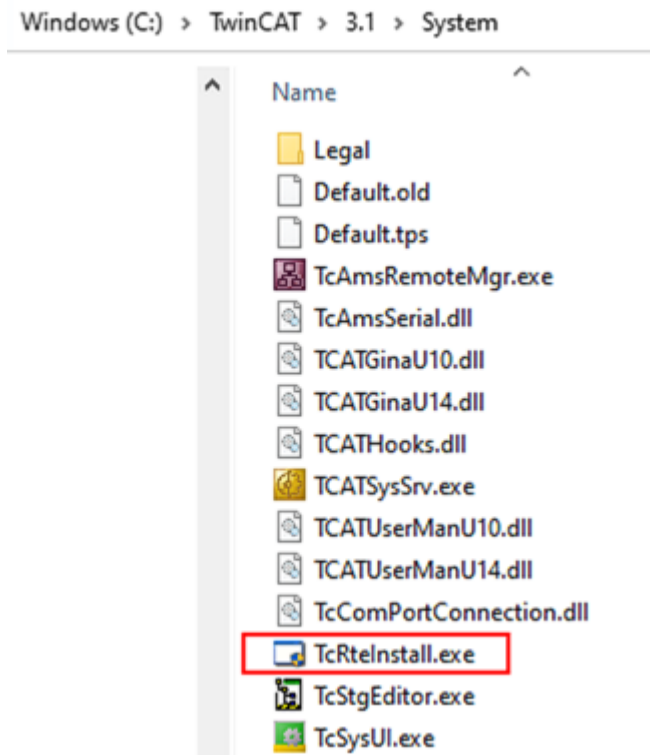 Windows (C:) > TwinCAT > 3.1 > System
Name
Legal
Default.old
Default.tps
TcAmsRemoteMgr.exe
TcAmsSerial.dll
TCATGinaU10.dll
TCATGinaU14.dll
TCATHooks.dll
TCATSysSrv.exe
TCATUserManU10.dll
TCATUserManU14.dll
TcComPortConnection.dll
TcRteInstall.exe
TcStgEditor.exe
TcSysUI.exe